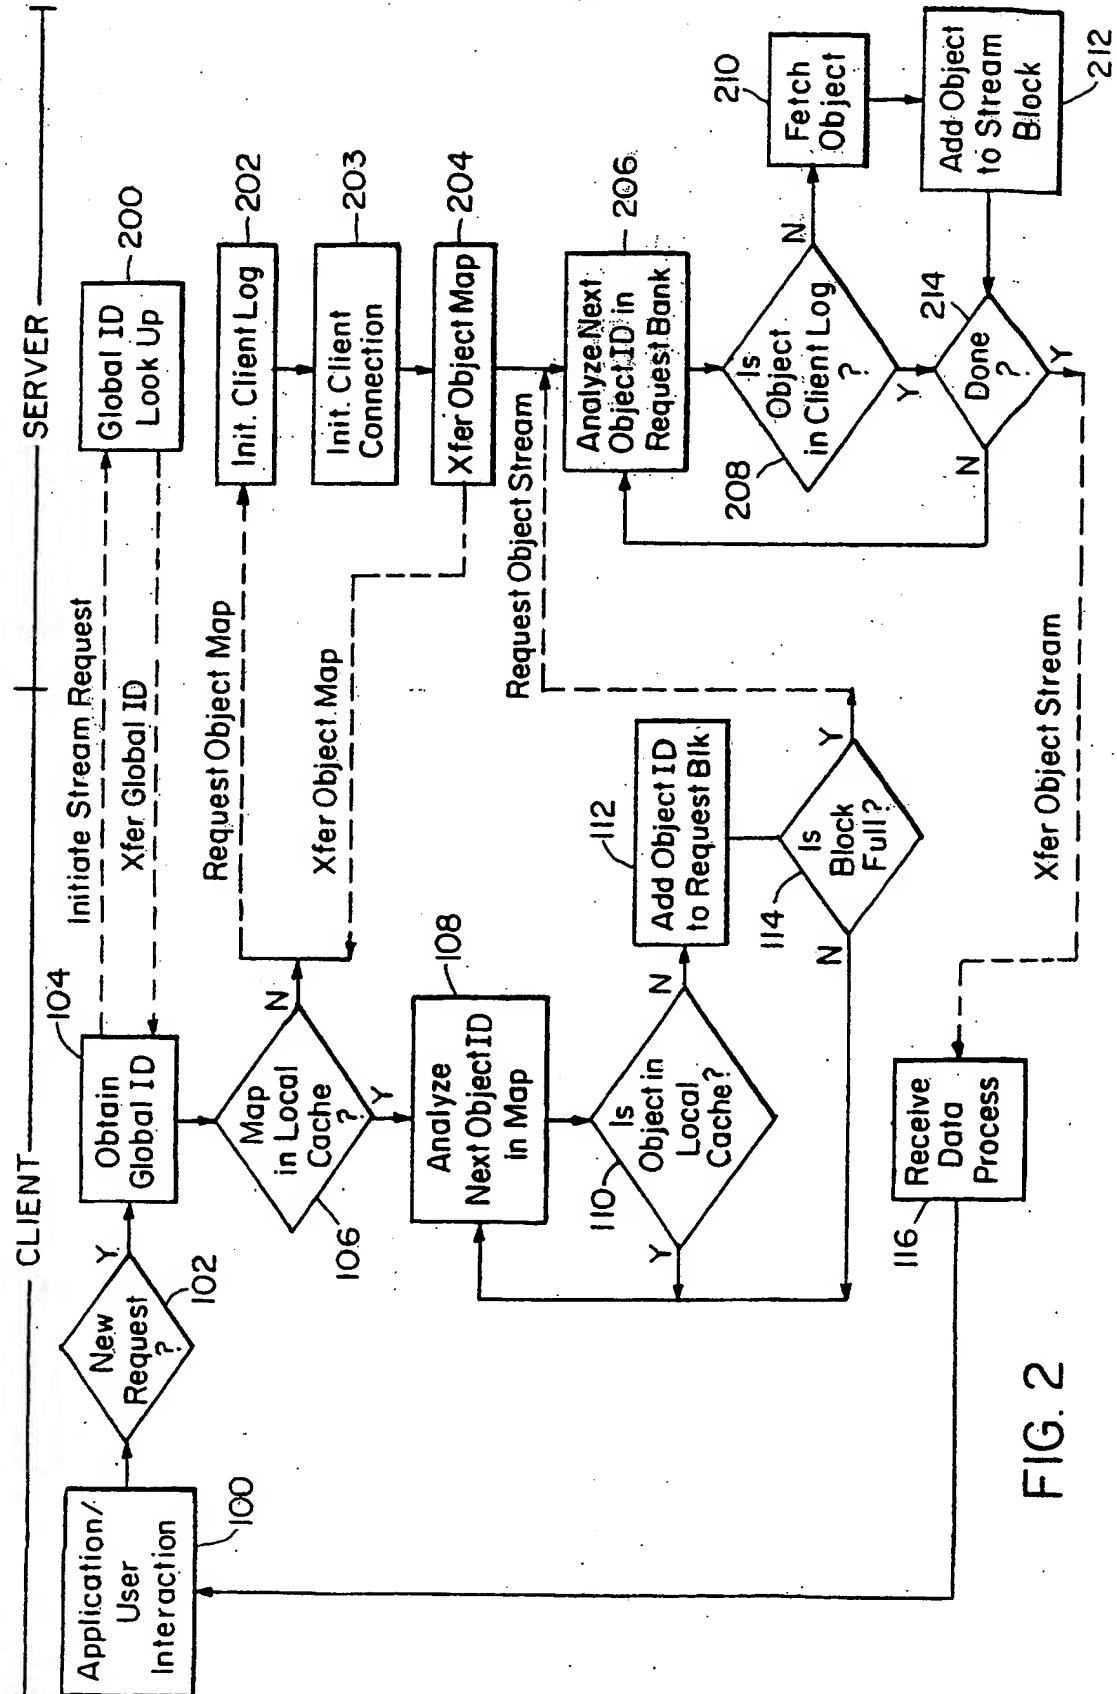 CLIENT
SERVER
Application/
User
Interaction
100
New
Request
?
102
Y
Obtain
Global ID
104
Initiate Stream Request
Xfer Global ID
Global ID
Look Up
200
Map
in Local
Cache
?
106
N
Y
Request Object Map
Xfer Object Map
Init. Client Log
202
Init. Client
Connection
203
Xfer Object Map
204
Analyze
Next Object ID
in Map
108
Is
Object in
Local
Cache?
110
Y
N
Add Object ID
to Request Blk
112
Is
Block
Full?
114
N
Y
Request Object Stream
Analyze Next
Object ID in
Request Bank
206
Is
Object
in Client Log
?
208
N
Y
Fetch
Object
210
Add Object
to Stream
Block
212
Done
?
214
N
Y
Xfer Object Stream
Receive
Data
Process
116
FIG. 2